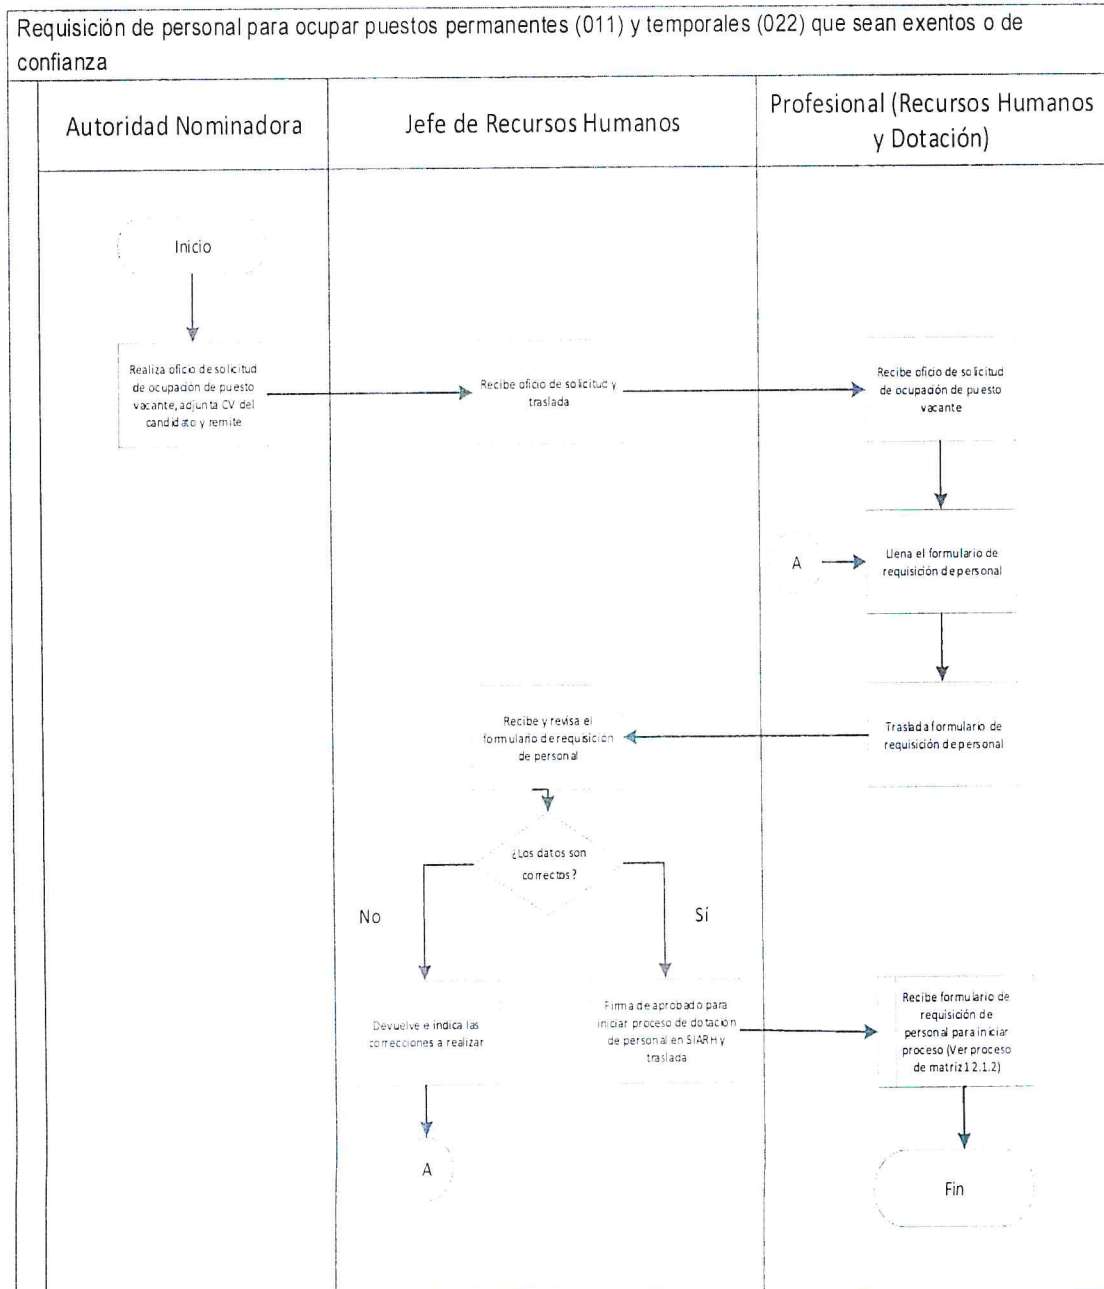 Requisición de personal para ocupar puestos permanentes (011) y temporales (022) que sean exentos o de
confianza
Autoridad Nominadora
Jefe de Recursos Humanos
Profesional (Recursos Humanos
y Dotación)
Inicio
Realiza oficio de solicitud
de ocupación de puesto
vacante, adjunta CV del
candidato y remite
Recibe oficio de solicitud y
traslada
Recibe oficio de solicitud
de ocupación de puesto
vacante
A
Llena el formulario de
requisición de personal
Traslada formulario de
requisición de personal
Recibe y revisa el
formulario de requisición
de personal
¿Los datos son
correctos?
No
Sí
Devuelve e indica las
correcciones a realizar
Firma de aprobado para
iniciar proceso de dotación
de personal en SIARH y
traslada
Recibe formulario de
requisición de
personal para iniciar
proceso (Ver proceso
de matriz 12.1.2)
A
Fin